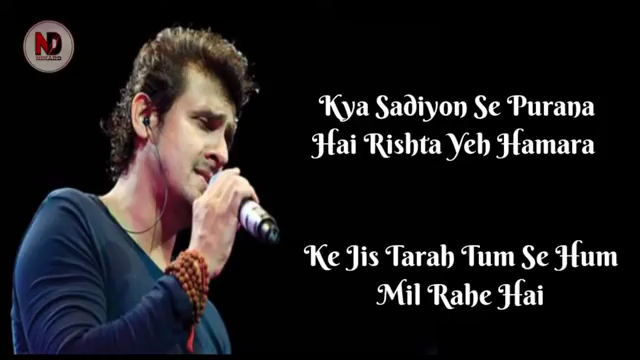 ND
Kya Sadiyon Se Purana
Hai Rishta Yeh Hamara
Ke Jis Tarah Tum Se Hum
Mil Rahe Hai